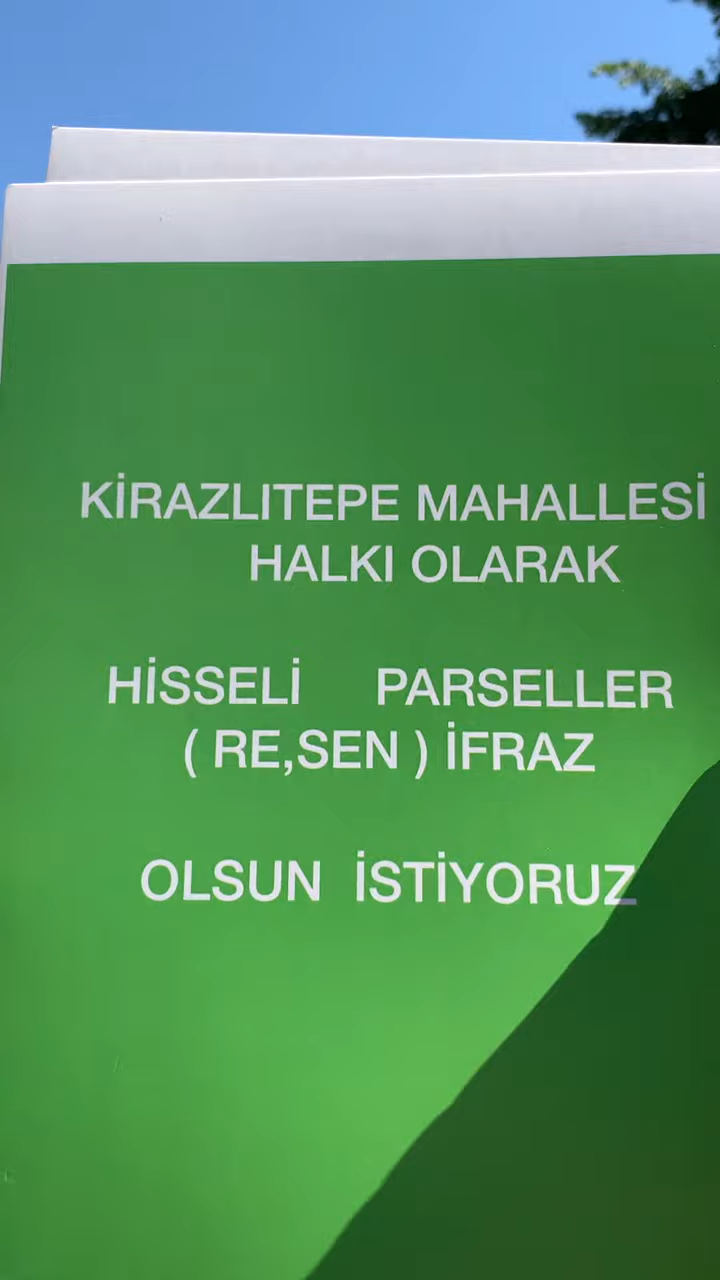 KİRAZLITEPE MAHALLESİ
HALKI OLARAK
HİSSELİ PARSELLER
( RE,SEN ) İFRAZ
OLSUN İSTİYORUZ